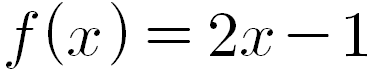 f(x) = 2x − 1